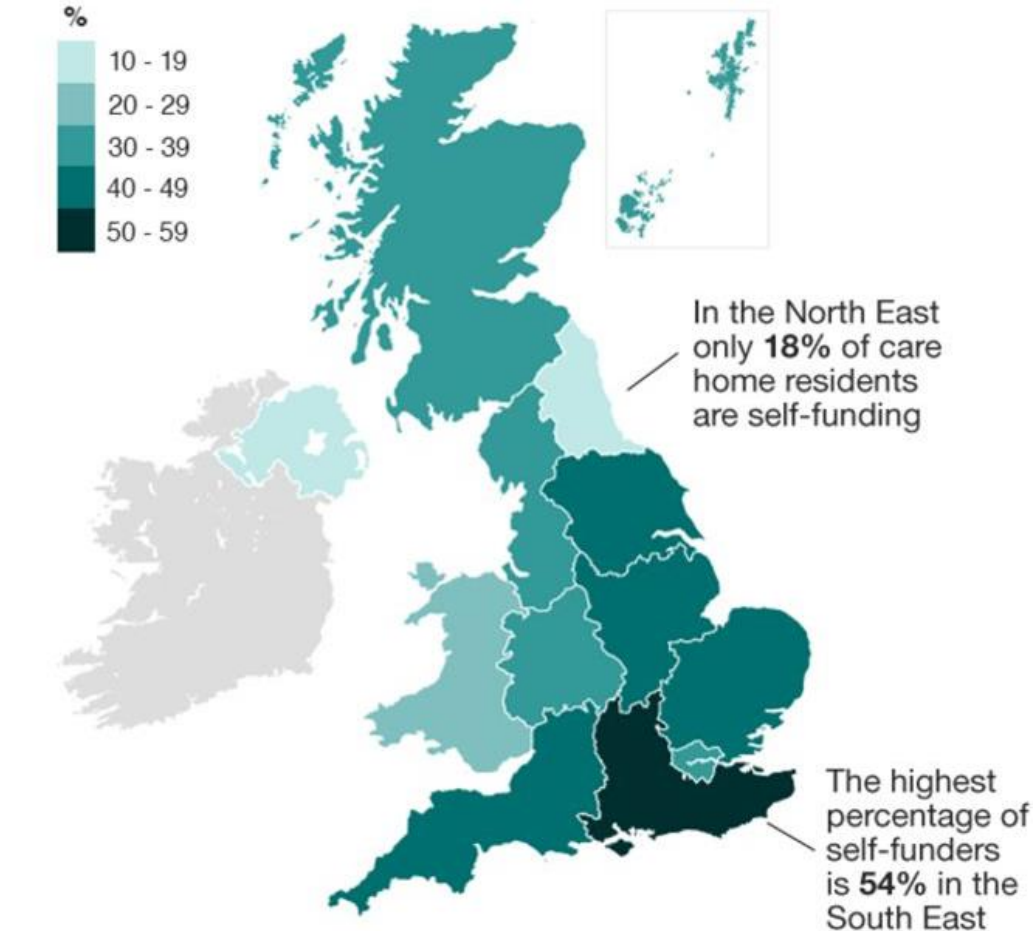 %
10 - 19
20 - 29
30 - 39
40 - 49
50 - 59
In the North East
only 18% of care
home residents
are self-funding
The highest
percentage of
self-funders
is 54% in the
South East